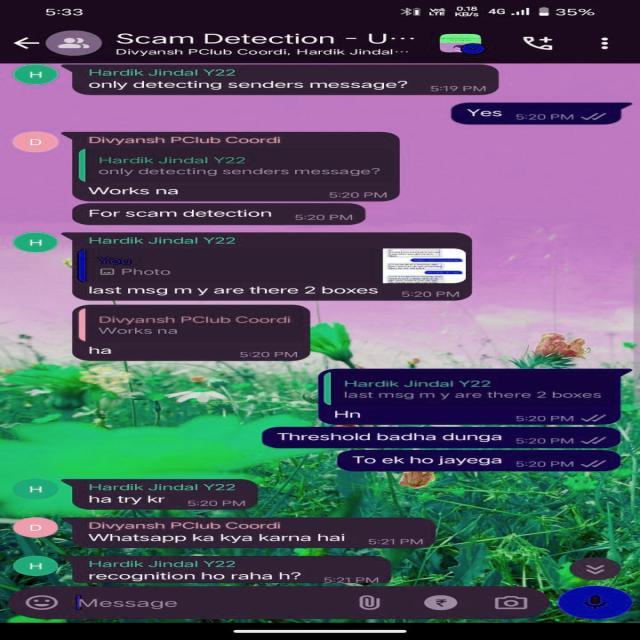 5:33
VoI LTE 0.18 KB/s 4G 35%
Scam Detection - U...
Divyansh PClub Coordi, Hardik Jindal...
H
Hardik Jindal Y22
only detecting senders message?
5:19 PM
Yes 5:20 PM
D
Divyansh PClub Coordi
Hardik Jindal Y22
only detecting senders message?
Works na 5:20 PM
For scam detection 5:20 PM
H
Hardik Jindal Y22
You
Photo
last msg m y are there 2 boxes 5:20 PM
Divyansh PClub Coordi
Works na
ha 5:20 PM
Hardik Jindal Y22
last msg m y are there 2 boxes
Hn 5:20 PM
Threshold badha dunga 5:20 PM
To ek ho jayega 5:20 PM
H
Hardik Jindal Y22
ha try kr 5:20 PM
D
Divyansh PClub Coordi
Whatsapp ka kya karna hai 5:21 PM
H
Hardik Jindal Y22
recognition ho raha h? 5:21 PM
Message
₹